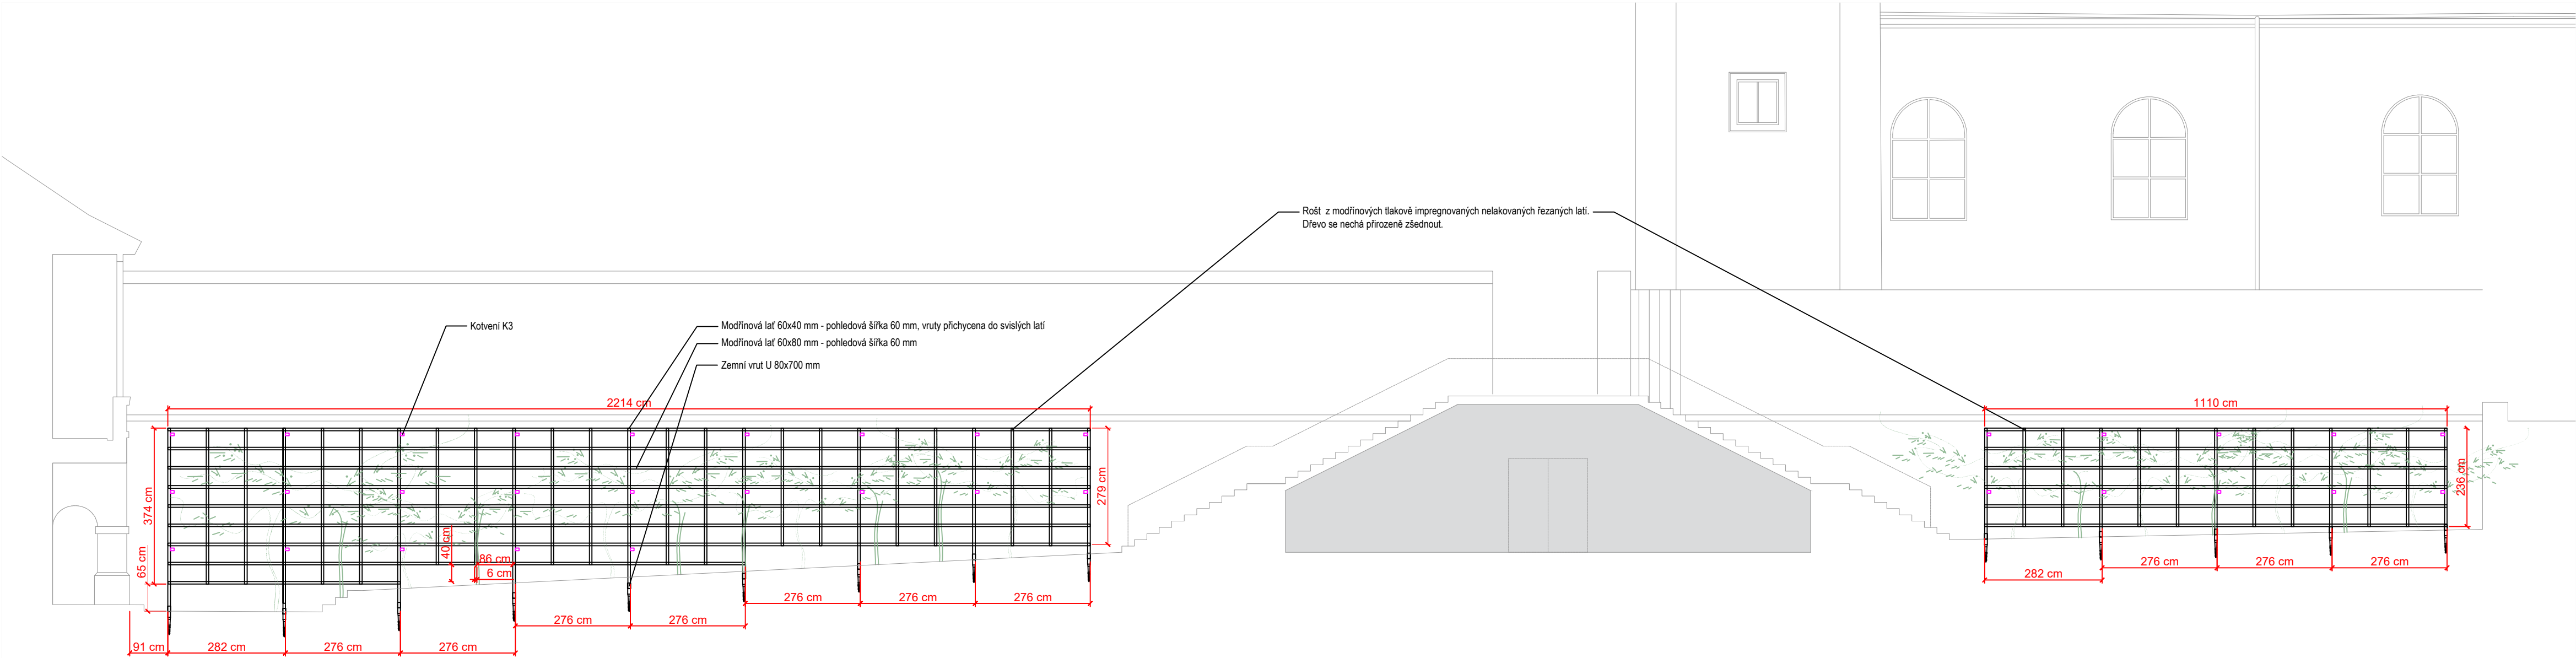 Rošt z modřínových tlakově impregnovaných nelakovaných řezaných latí.
Dřevo se nechá přirozeně zšednout.
Kotvení K3
Modřínová lať 60x40 mm - pohledová šířka 60 mm, vruty přichycena do svislých latí
Modřínová lať 60x80 mm - pohledová šířka 60 mm
Zemní vrut U 80x700 mm
2214 cm
1110 cm
374 cm
279 cm
236 cm
65 cm
40 cm
86 cm
6 cm
282 cm
276 cm
276 cm
276 cm
276 cm
276 cm
276 cm
276 cm
276 cm
276 cm
91 cm
282 cm
276 cm
276 cm